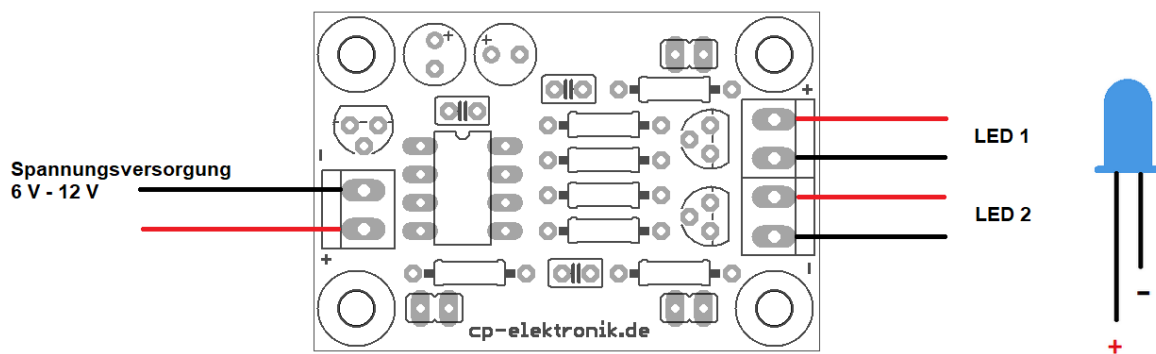 Spannungsversorgung
6 V - 12 V
LED 1
LED 2
cp-elektronik.de
+
+
-
+
+
-
-
+